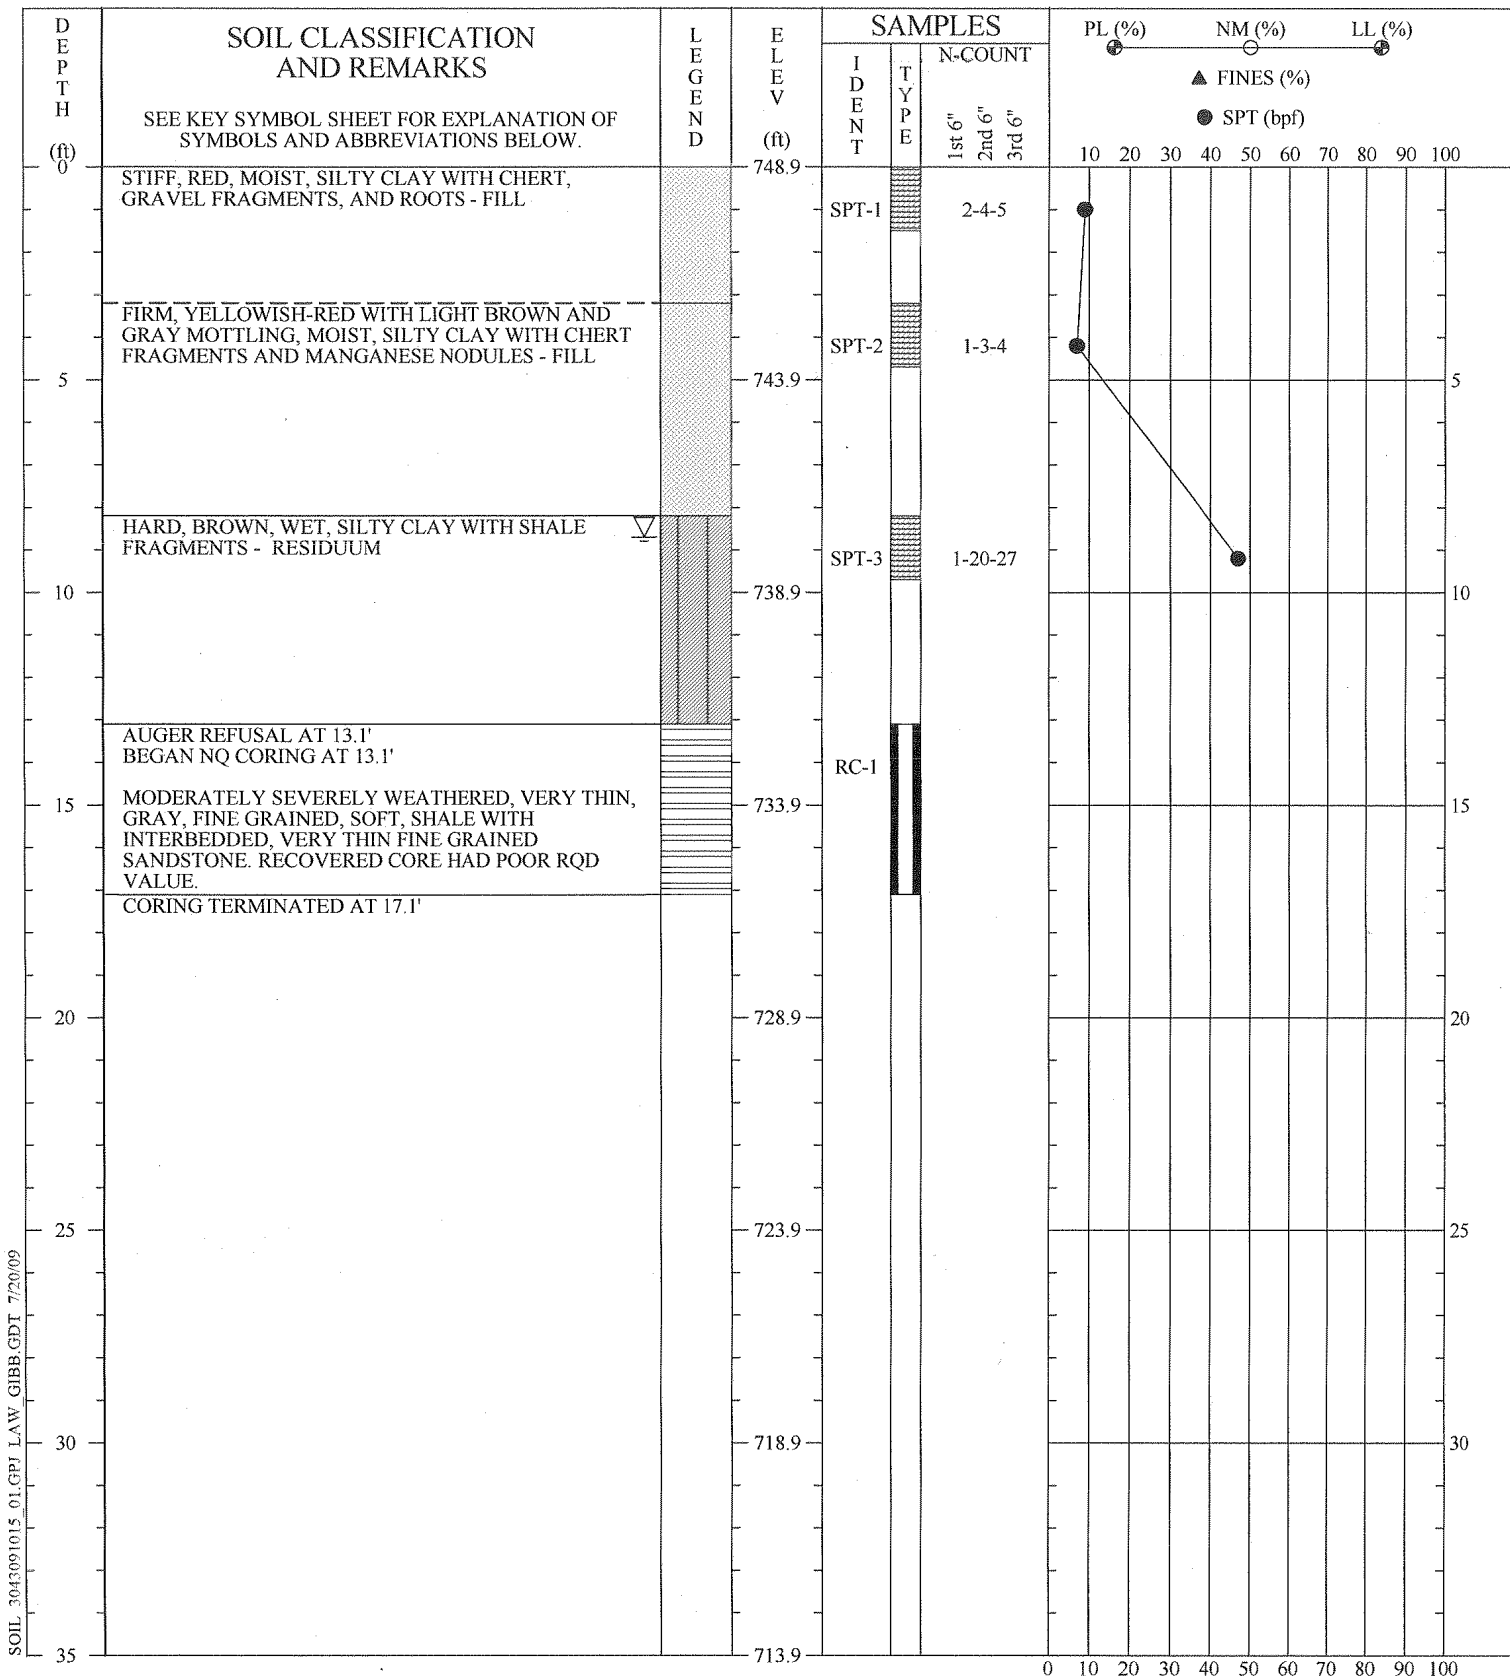 DEPTH
(ft)
SOIL CLASSIFICATION
AND REMARKS
SEE KEY SYMBOL SHEET FOR EXPLANATION OF
SYMBOLS AND ABBREVIATIONS BELOW.
LEGEND
ELEV
(ft)
SAMPLES
IDENT
TYPE
N-COUNT
1st 6"
2nd 6"
3rd 6"
PL (%) NM (%) LL (%)
FINES (%)
SPT (bpf)
10 20 30 40 50 60 70 80 90 100
0
748.9
STIFF, RED, MOIST, SILTY CLAY WITH CHERT,
GRAVEL FRAGMENTS, AND ROOTS - FILL
SPT-1 2-4-5
FIRM, YELLOWISH-RED WITH LIGHT BROWN AND
GRAY MOTTLING, MOIST, SILTY CLAY WITH CHERT
FRAGMENTS AND MANGANESE NODULES - FILL
SPT-2 1-3-4
5 743.9 5
HARD, BROWN, WET, SILTY CLAY WITH SHALE
FRAGMENTS - RESIDUUM
SPT-3 1-20-27
10 738.9 10
AUGER REFUSAL AT 13.1'
BEGAN NQ CORING AT 13.1'
RC-1
MODERATELY SEVERELY WEATHERED, VERY THIN,
15 733.9 15
GRAY, FINE GRAINED, SOFT, SHALE WITH
INTERBEDDED, VERY THIN FINE GRAINED
SANDSTONE. RECOVERED CORE HAD POOR RQD
VALUE.
CORING TERMINATED AT 17.1'
20 728.9 20
25 723.9 25
30 718.9 30
35 713.9
0 10 20 30 40 50 60 70 80 90 100
SOIL 3043091015_01.GPJ LAW_GIBB.GDT 7/20/09